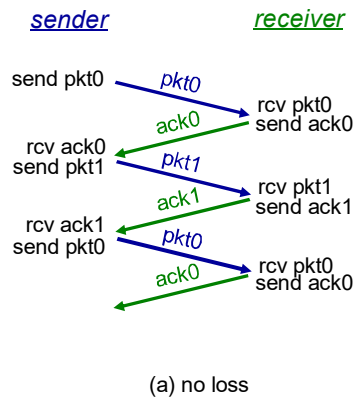 sender
receiver
send pkt0
pkt0
rcv pkt0
send ack0
ack0
rcv ack0
send pkt1
pkt1
rcv pkt1
send ack1
ack1
rcv ack1
send pkt0
pkt0
rcv pkt0
send ack0
ack0
(a) no loss